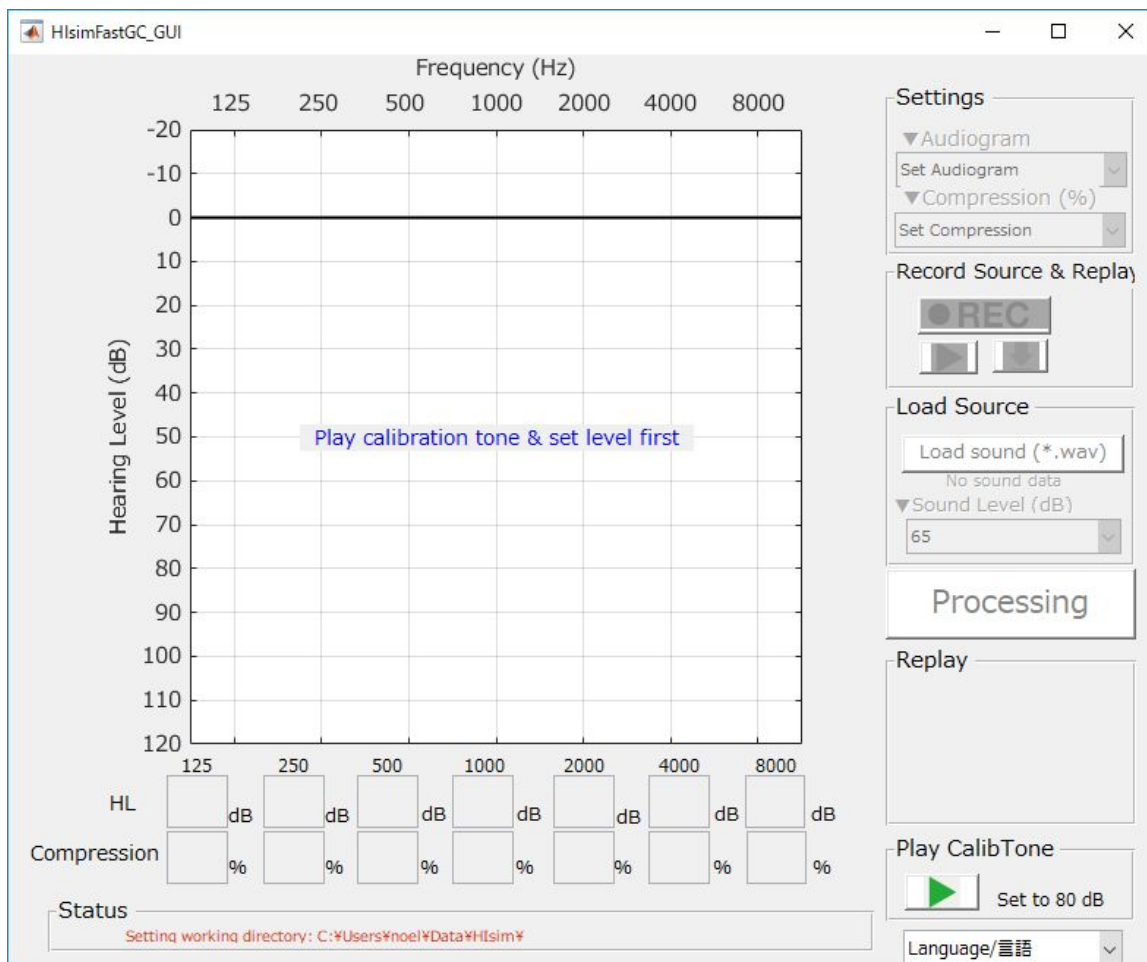 HIsimFastGC_GUI
Frequency (Hz)
125 250 500 1000 2000 4000 8000
-20
-10
0
10
20
30
40
50
60
70
80
90
100
110
120
Hearing Level (dB)
Play calibration tone & set level first
125 250 500 1000 2000 4000 8000
HL dB dB dB dB dB dB dB
Compression % % % % % % %
Status
Setting working directory: C:¥Users¥noel¥Data¥HIsim¥
Settings
▼Audiogram
Set Audiogram
▼Compression (%)
Set Compression
Record Source & Replay
REC
Load Source
Load sound (*.wav)
No sound data
▼Sound Level (dB)
65
Processing
Replay
Play CalibTone
Set to 80 dB
Language/言語